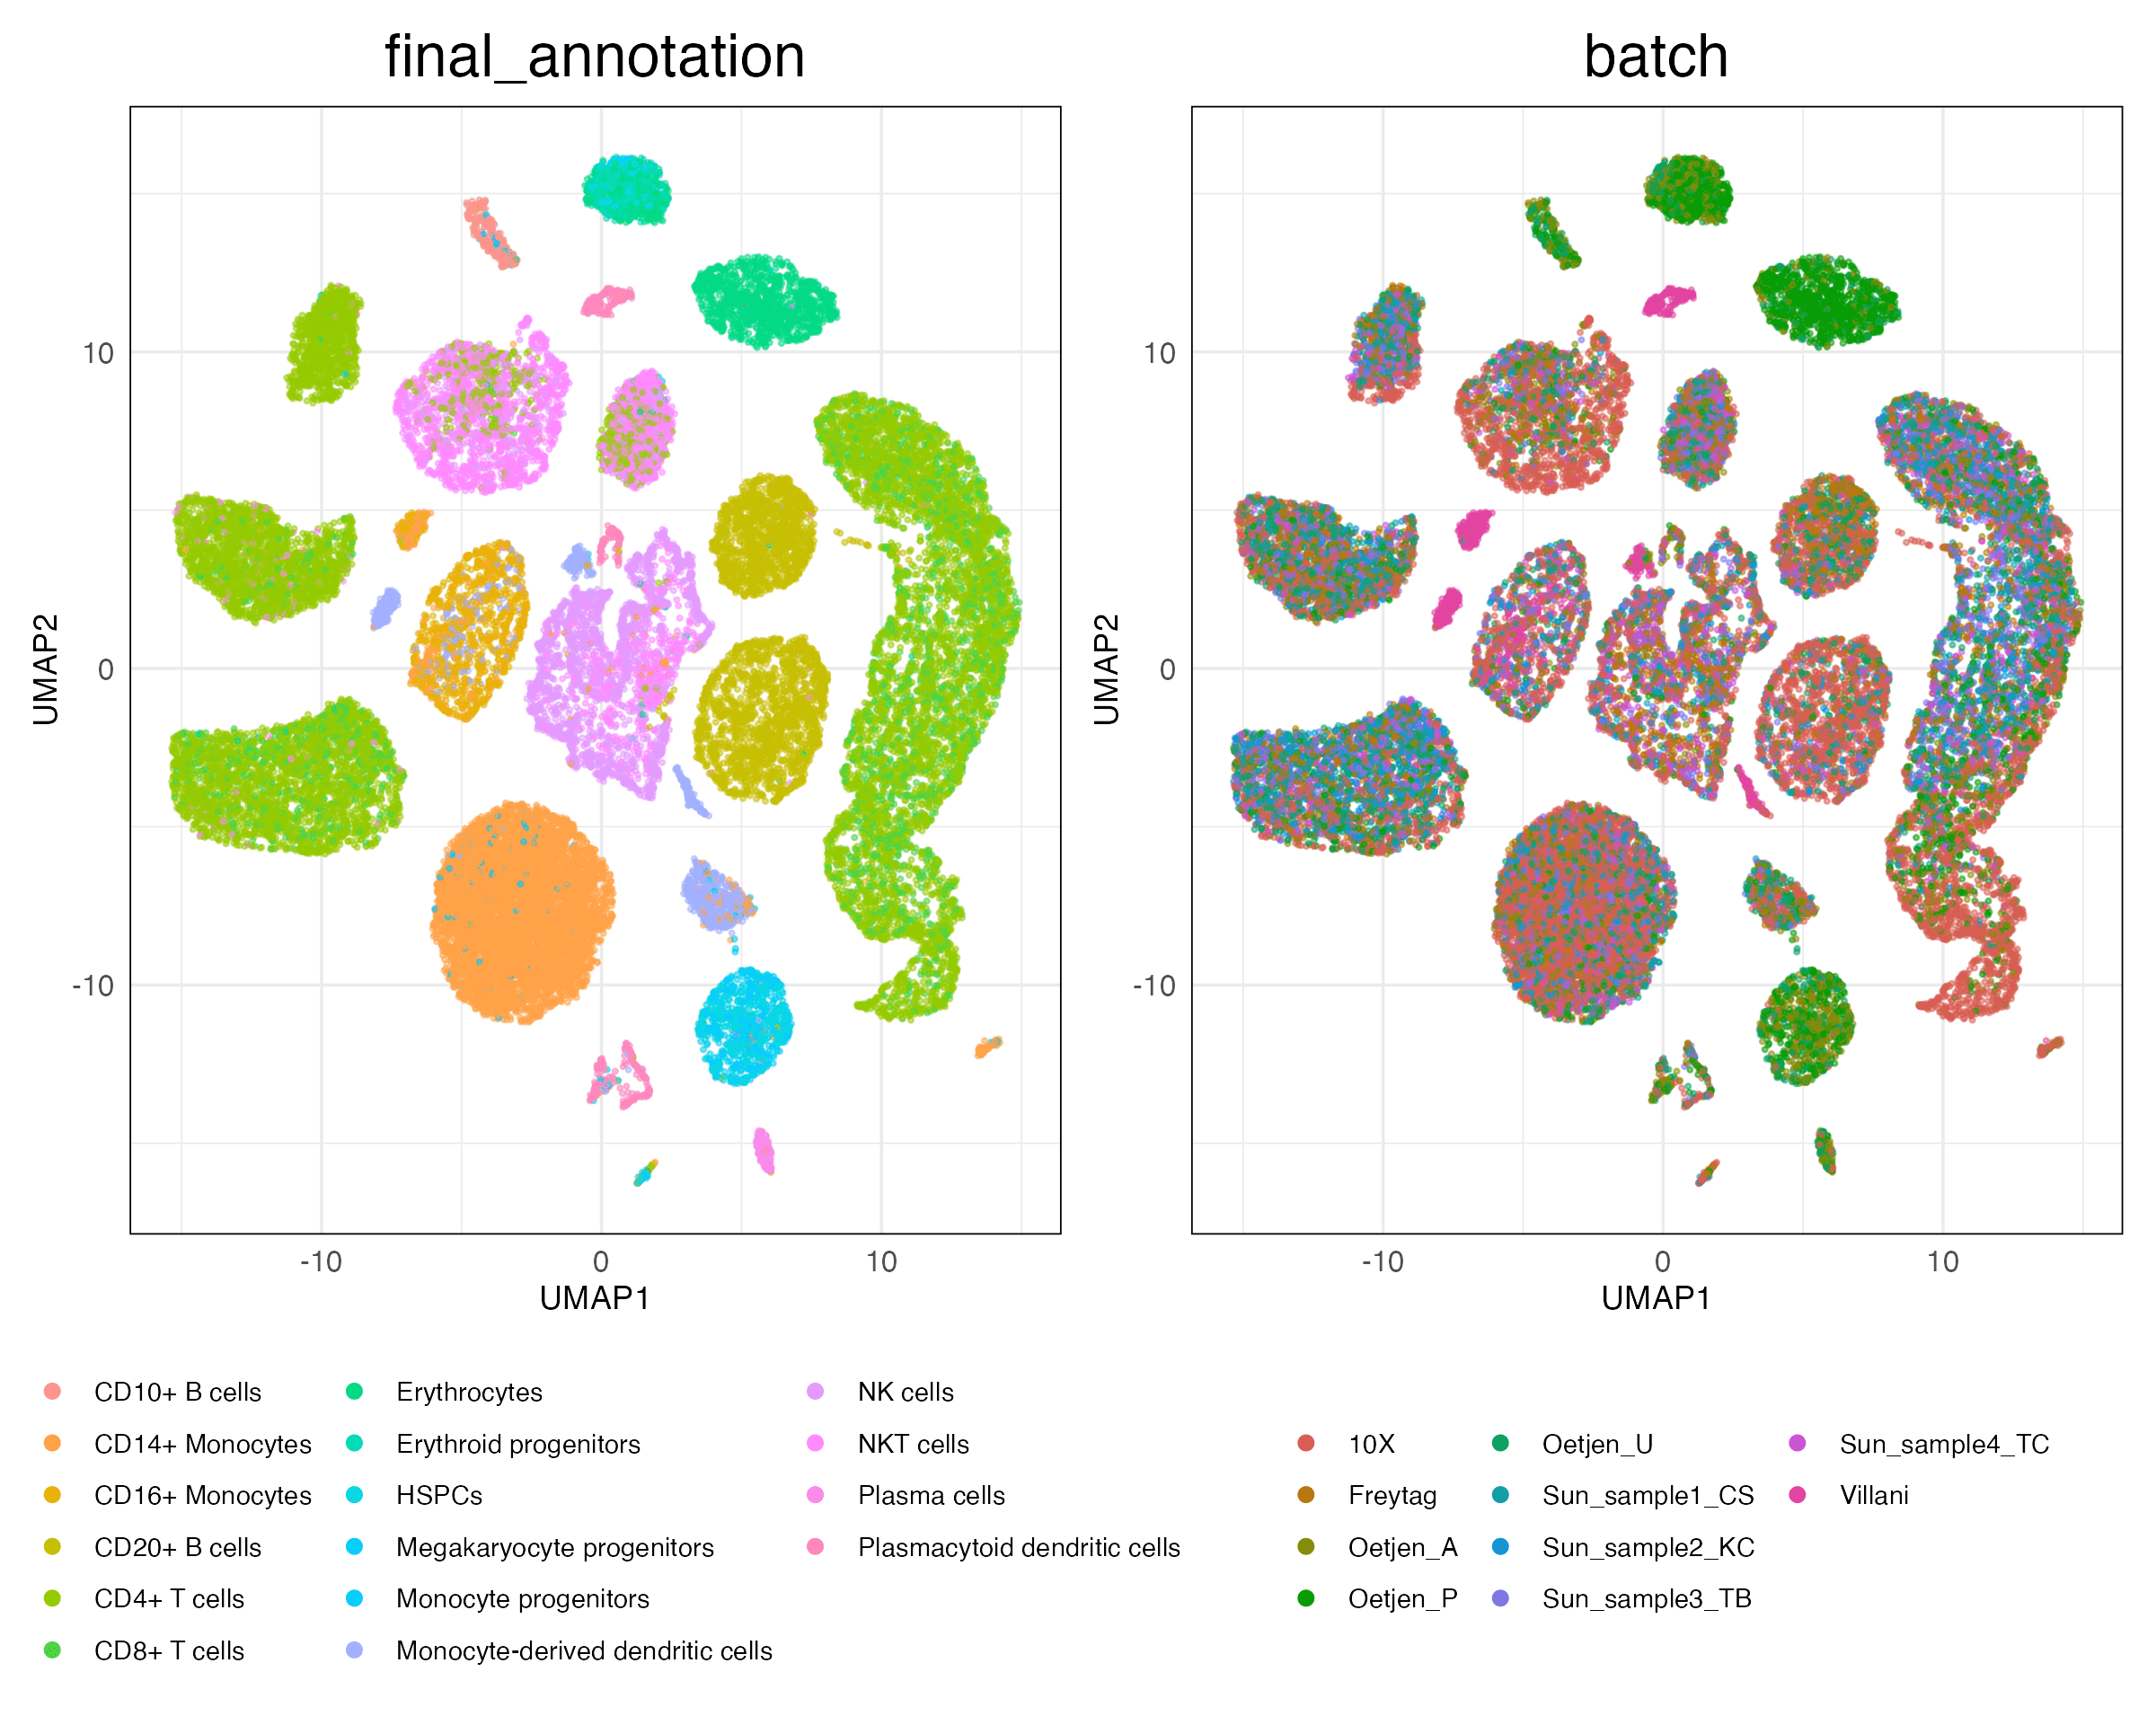 final_annotation
batch
10
0
-10
UMAP2
-10
0
10
UMAP1
10
0
-10
UMAP2
-10
0
10
UMAP1
CD10+ B cells
CD14+ Monocytes
CD16+ Monocytes
CD20+ B cells
CD4+ T cells
CD8+ T cells
Erythrocytes
Erythroid progenitors
HSPCs
Megakaryocyte progenitors
Monocyte progenitors
Monocyte-derived dendritic cells
NK cells
NKT cells
Plasma cells
Plasmacytoid dendritic cells
10X
Freytag
Oetjen_A
Oetjen_P
Oetjen_U
Sun_sample1_CS
Sun_sample2_KC
Sun_sample3_TB
Sun_sample4_TC
Villani